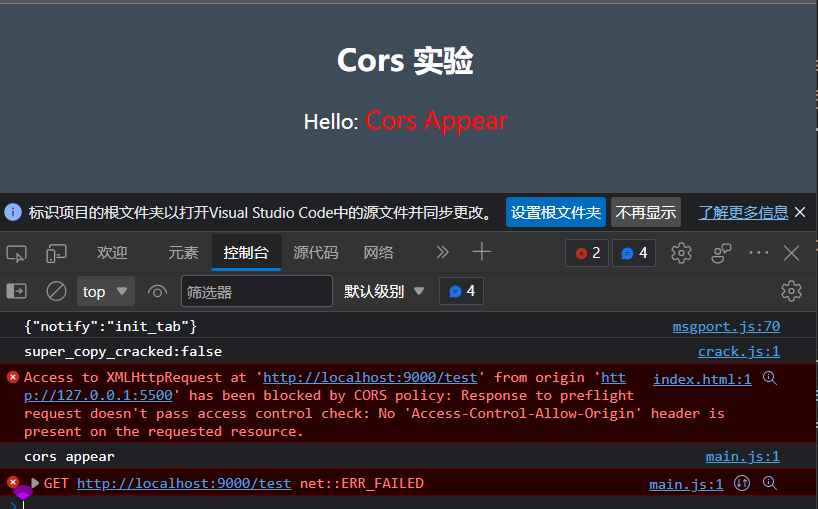 Cors 实验
Hello: Cors Appear
标识项目的根文件夹以打开Visual Studio Code中的源文件并同步更改。 设置根文件夹 不再显示 了解更多信息
欢迎 元素 控制台 源代码 网络 2 4
top 筛选器 默认级别 4
{"notify":"init_tab"} msgport.js:70
super_copy_cracked:false crack.js:1
Access to XMLHttpRequest at 'http://localhost:9000/test' from origin 'htt index.html:1
p://127.0.0.1:5500' has been blocked by CORS policy: Response to preflight
request doesn't pass access control check: No 'Access-Control-Allow-Origin' header is
present on the requested resource.
cors appear main.js:1
GET http://localhost:9000/test net::ERR_FAILED main.js:1